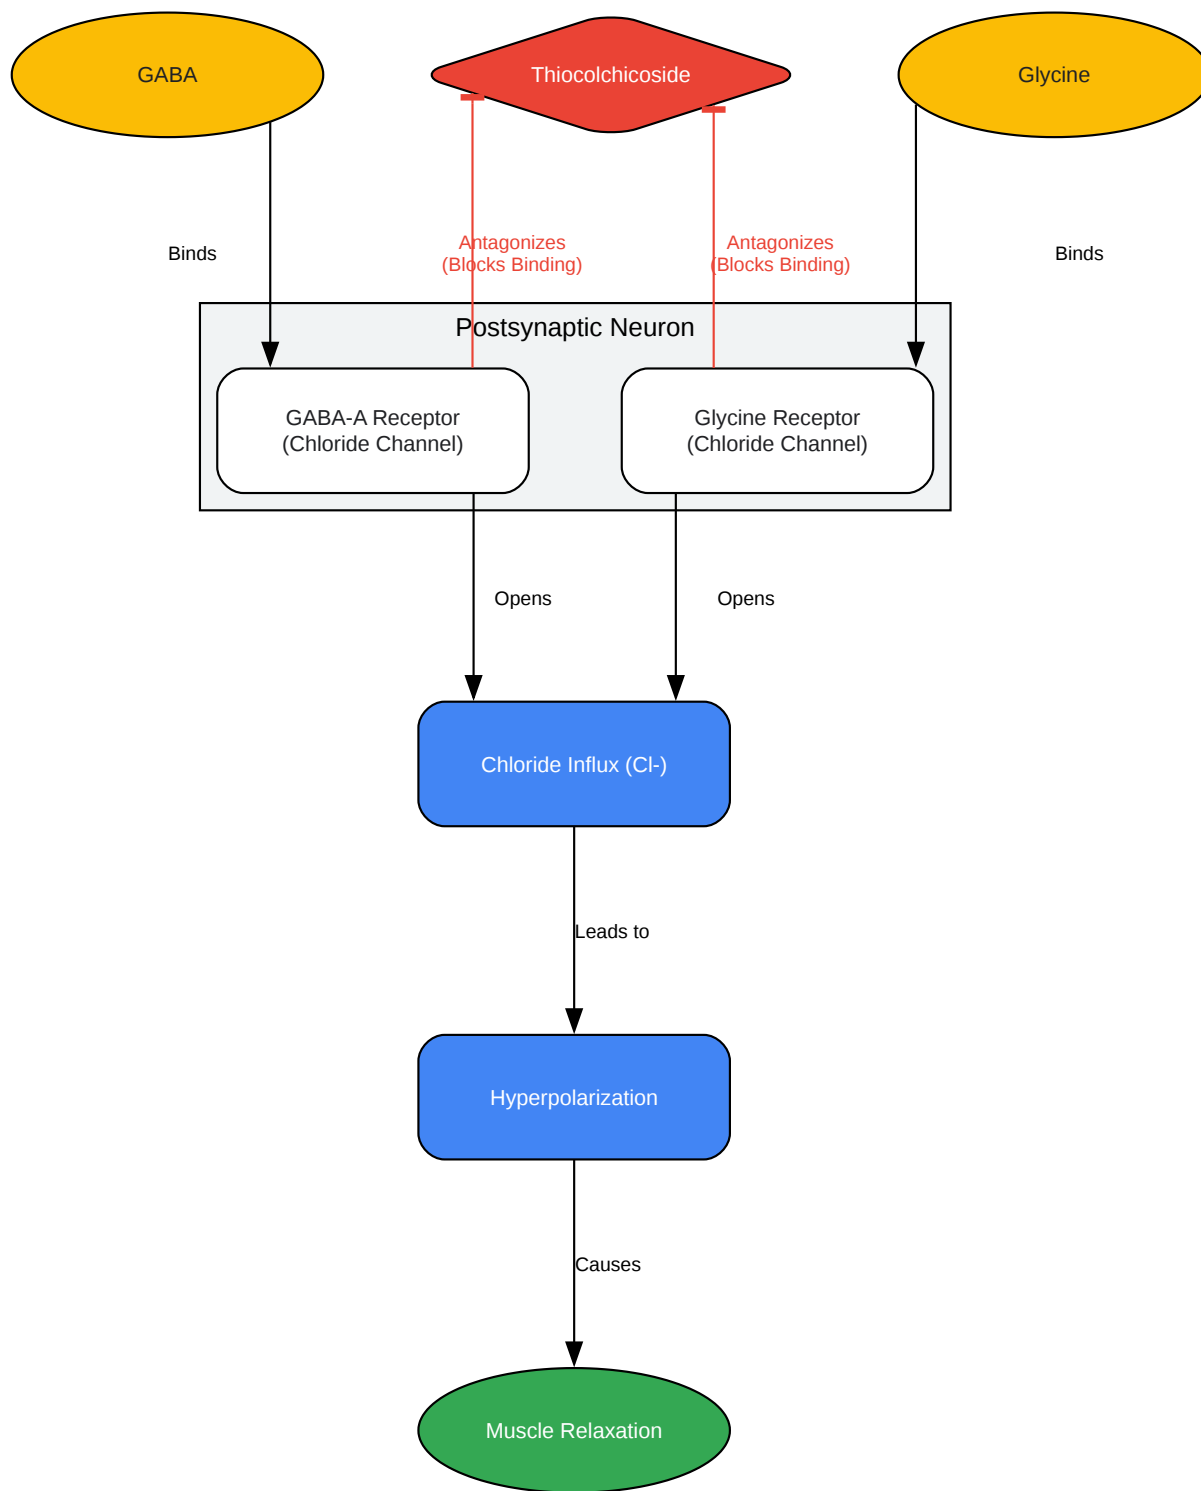 GABA
Thiocolchicoside
Glycine
Binds
Antagonizes
(Blocks Binding)
Antagonizes
(Blocks Binding)
Binds
Postsynaptic Neuron
GABA-A Receptor
(Chloride Channel)
Glycine Receptor
(Chloride Channel)
Opens
Opens
Chloride Influx (Cl-)
Leads to
Hyperpolarization
Causes
Muscle Relaxation